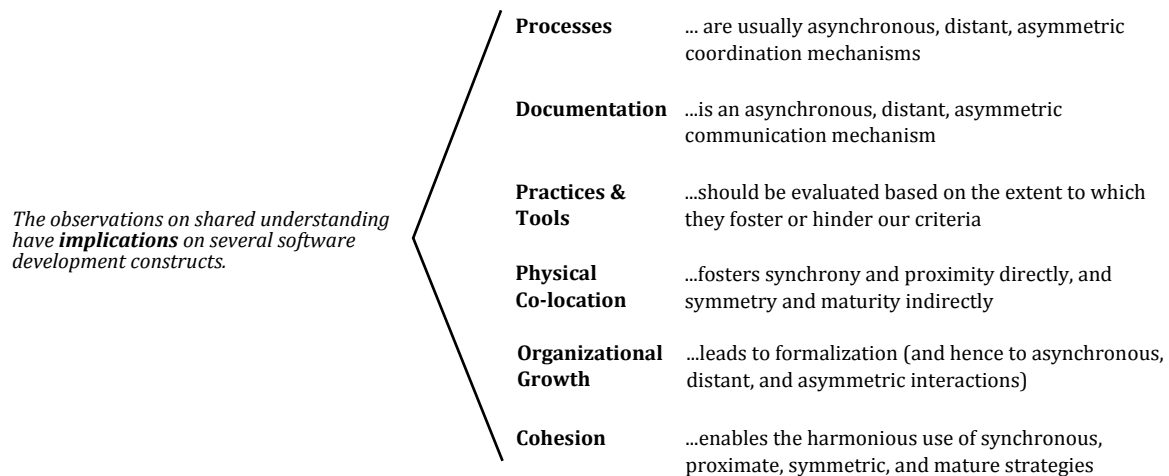 The observations on shared understanding
have implications on several software
development constructs.
Processes
... are usually asynchronous, distant, asymmetric
coordination mechanisms
Documentation
...is an asynchronous, distant, asymmetric
communication mechanism
Practices &
Tools
...should be evaluated based on the extent to which
they foster or hinder our criteria
Physical
Co-location
...fosters synchrony and proximity directly, and
symmetry and maturity indirectly
Organizational
Growth
...leads to formalization (and hence to asynchronous,
distant, and asymmetric interactions)
Cohesion
...enables the harmonious use of synchronous,
proximate, symmetric, and mature strategies